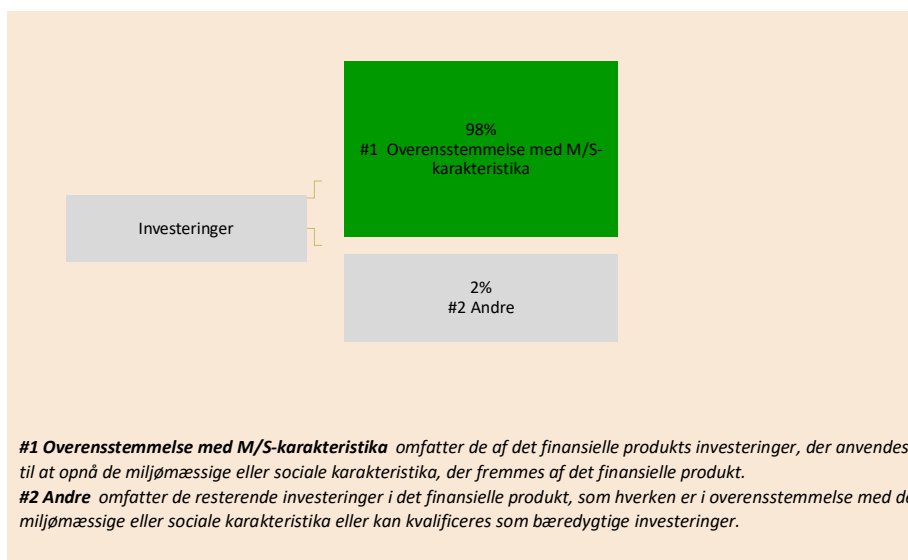 98%
#1 Overensstemmelse med M/S-
karakteristika
Investeringer
2%
#2 Andre
#1 Overensstemmelse med M/S-karakteristika omfatter de af det finansielle produkts investeringer, der anvendes
til at opnå de miljømæssige eller sociale karakteristika, der fremmes af det finansielle produkt.
#2 Andre omfatter de resterende investeringer i det finansielle produkt, som hverken er i overensstemmelse med de
miljømæssige eller sociale karakteristika eller kan kvalificeres som bæredygtige investeringer.